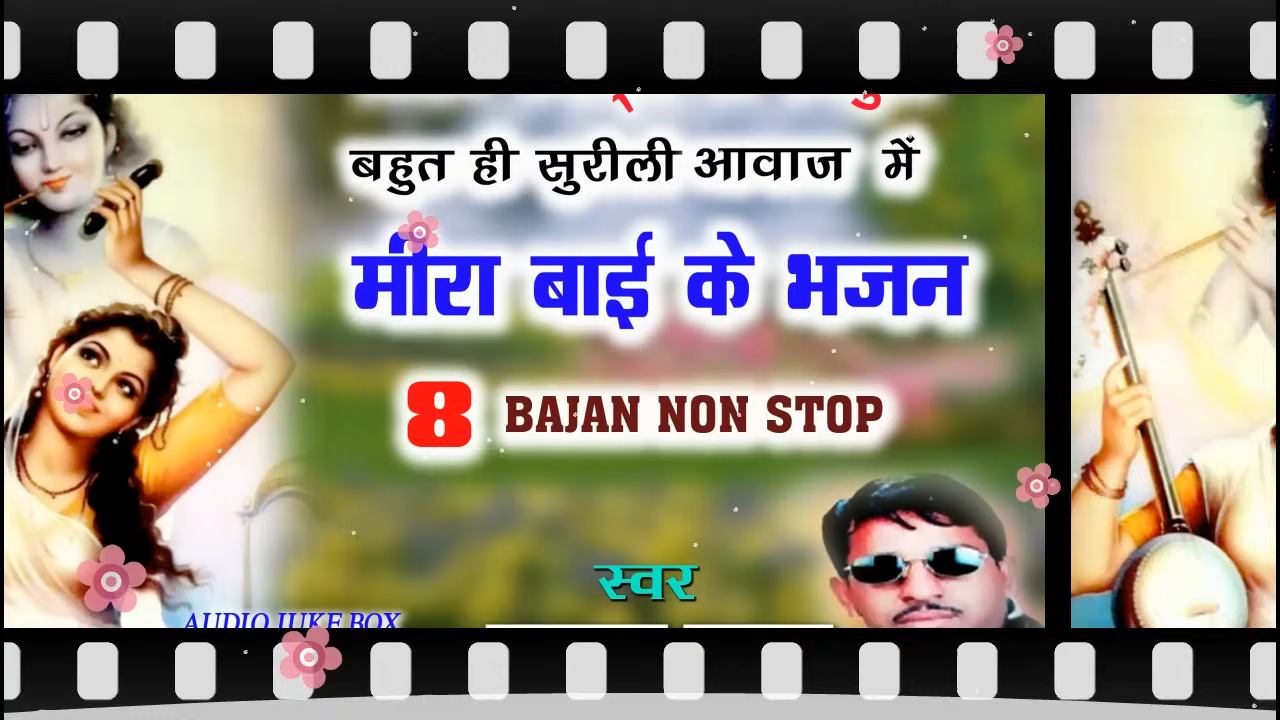 बहुत ही सुरीली आवाज में
मीरा बाई के भजन
8 BAJAN NON STOP
स्वर
AUDIO JUKE BOX